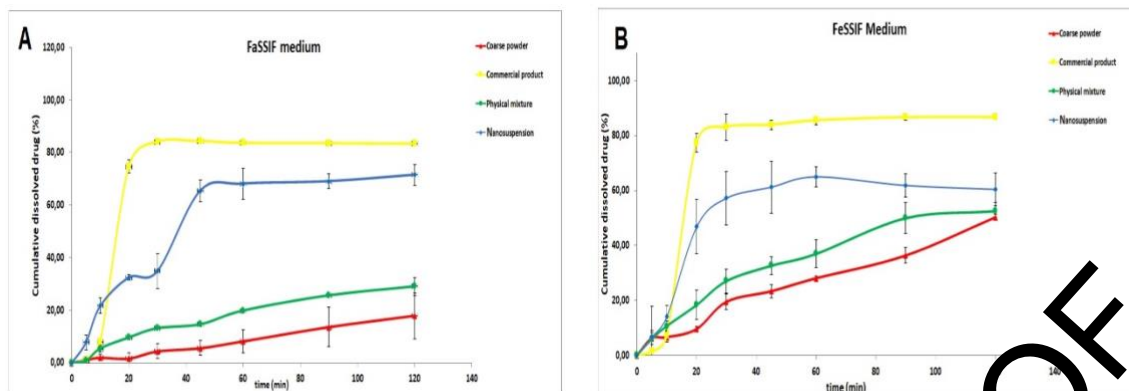 A
FaSSIF medium
Cumulative dissolved drug (%)
120,00
100,00
80,00
60,00
40,00
20,00
0,00
0
20
40
60
80
100
120
140
time (min)
Coarse powder
Commercial product
Physical mixture
Nanosuspension
B
FeSSIF Medium
Cumulative dissolved drug (%)
100,00
80,00
60,00
40,00
20,00
0,00
0
20
40
60
80
100
120
140
time (min)
Coarse powder
Commercial product
Physical mixture
Nanosuspension
OF